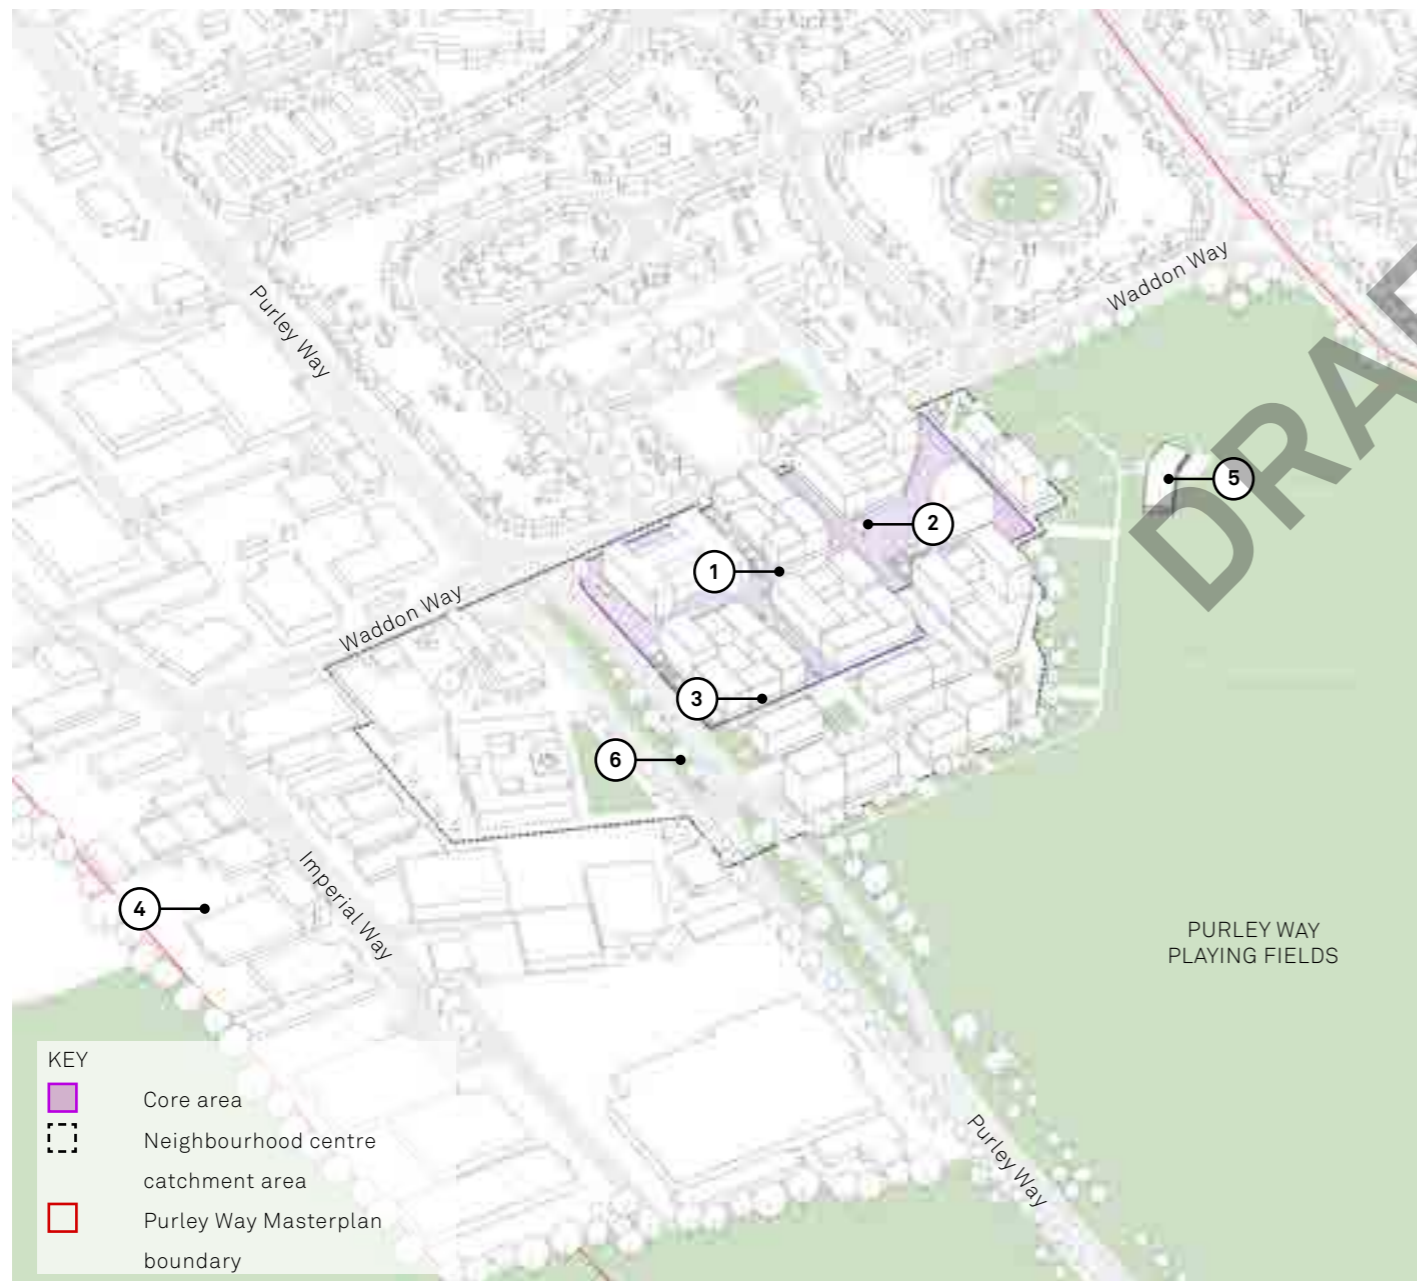 Waddon Way
Purley Way
DRA
5
2
1
Waddon Way
3
6
Imperial Way
4
PURLEY WAY
PLAYING FIELDS
Purley Way
KEY
Core area
Neighbourhood centre
catchment area
Purley Way Masterplan
boundary